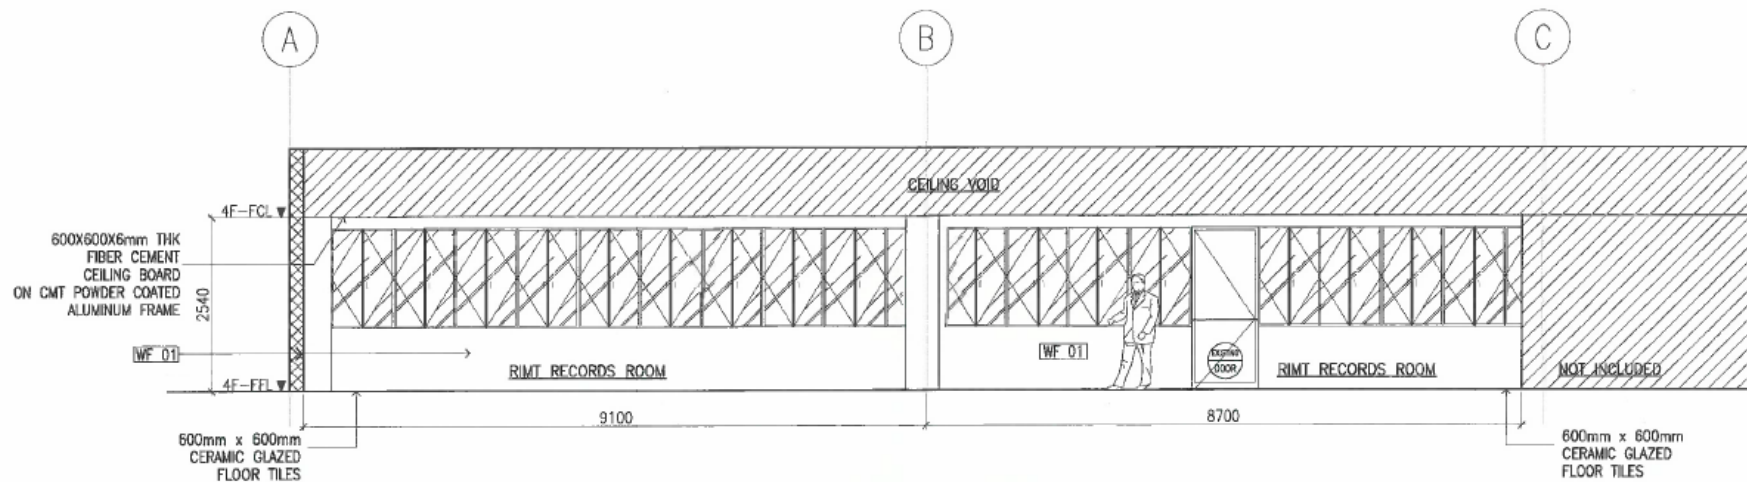 A
B
C
CEILING VOID
4F-FCL
600X600X6mm THK
FIBER CEMENT
CEILING BOARD
ON CMT POWDER COATED
ALUMINUM FRAME
2540
WF 01
WF 01
EXISTING
DOOR
RIMT RECORDS ROOM
RIMT RECORDS ROOM
NOT INCLUDED
4F-FFL
9100
8700
600mm x 600mm
CERAMIC GLAZED
FLOOR TILES
600mm x 600mm
CERAMIC GLAZED
FLOOR TILES